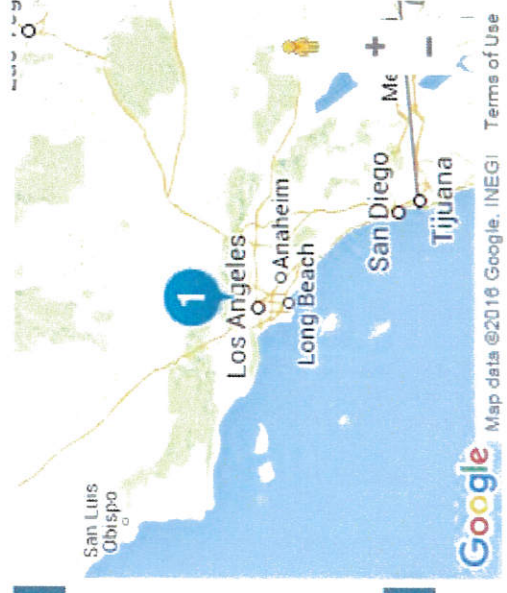 San Luis
Obispo
1
Los Angeles
Anaheim
Long Beach
San Diego
Tijuana
Google
Map data ©2016 Google, INEGI
Terms of Use